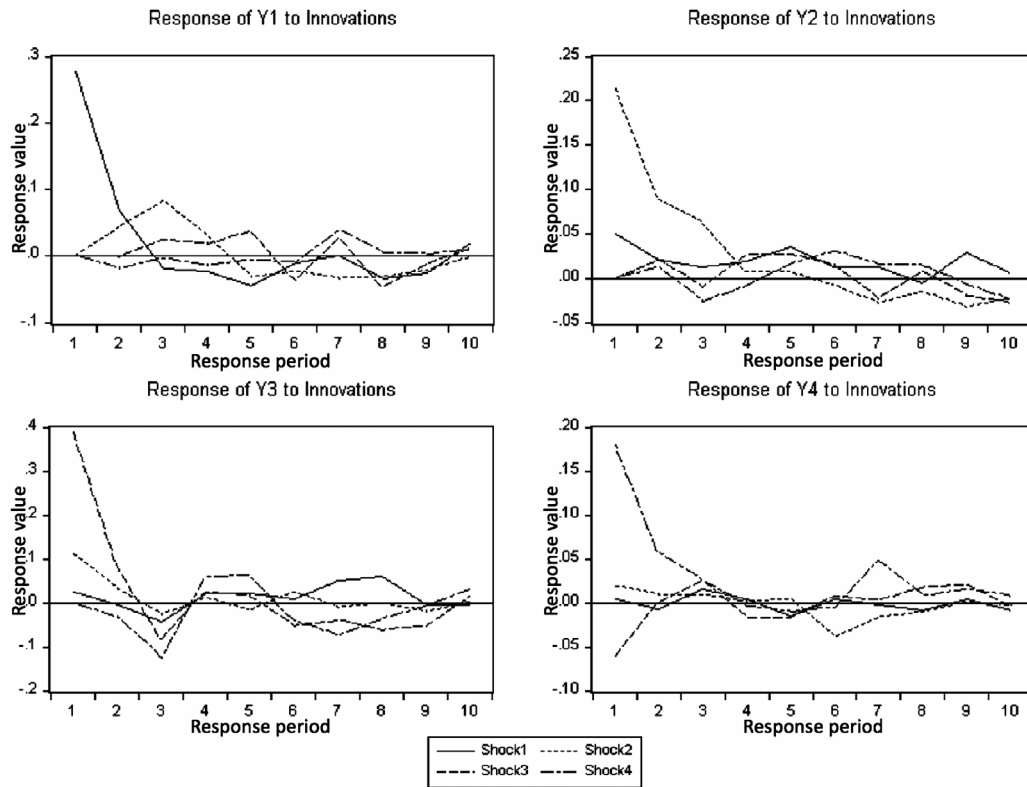 Response of Y1 to Innovations
Response value
.3
.2
.1
.0
-.1
1 2 3 4 5 6 7 8 9 10
Response period
Response of Y2 to Innovations
Response value
.25
.20
.15
.10
.05
.00
-.05
1 2 3 4 5 6 7 8 9 10
Response period
Response of Y3 to Innovations
Response value
.4
.3
.2
.1
.0
-.1
-.2
1 2 3 4 5 6 7 8 9 10
Response period
Response of Y4 to Innovations
Response value
.20
.15
.10
.05
.00
-.05
-.10
1 2 3 4 5 6 7 8 9 10
Response period
Shock1 Shock2
Shock3 Shock4